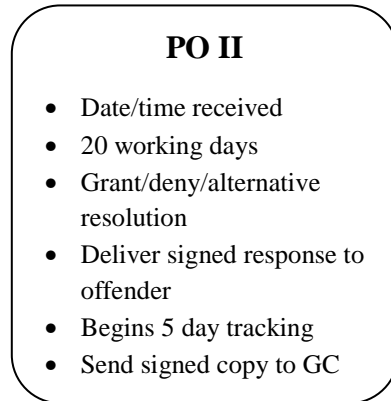 PO II
• Date/time received
• 20 working days
• Grant/deny/alternative
resolution
• Deliver signed response to
offender
• Begins 5 day tracking
• Send signed copy to GC